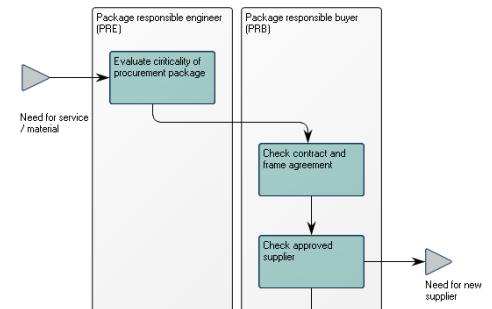 Package responsible engineer
(PRE)
Package responsible buyer
(PRB)
Evaluate ciriticality of
procurement package
Need for service
/ material
Check contract and
frame agreement
Check approved
supplier
Need for new
supplier